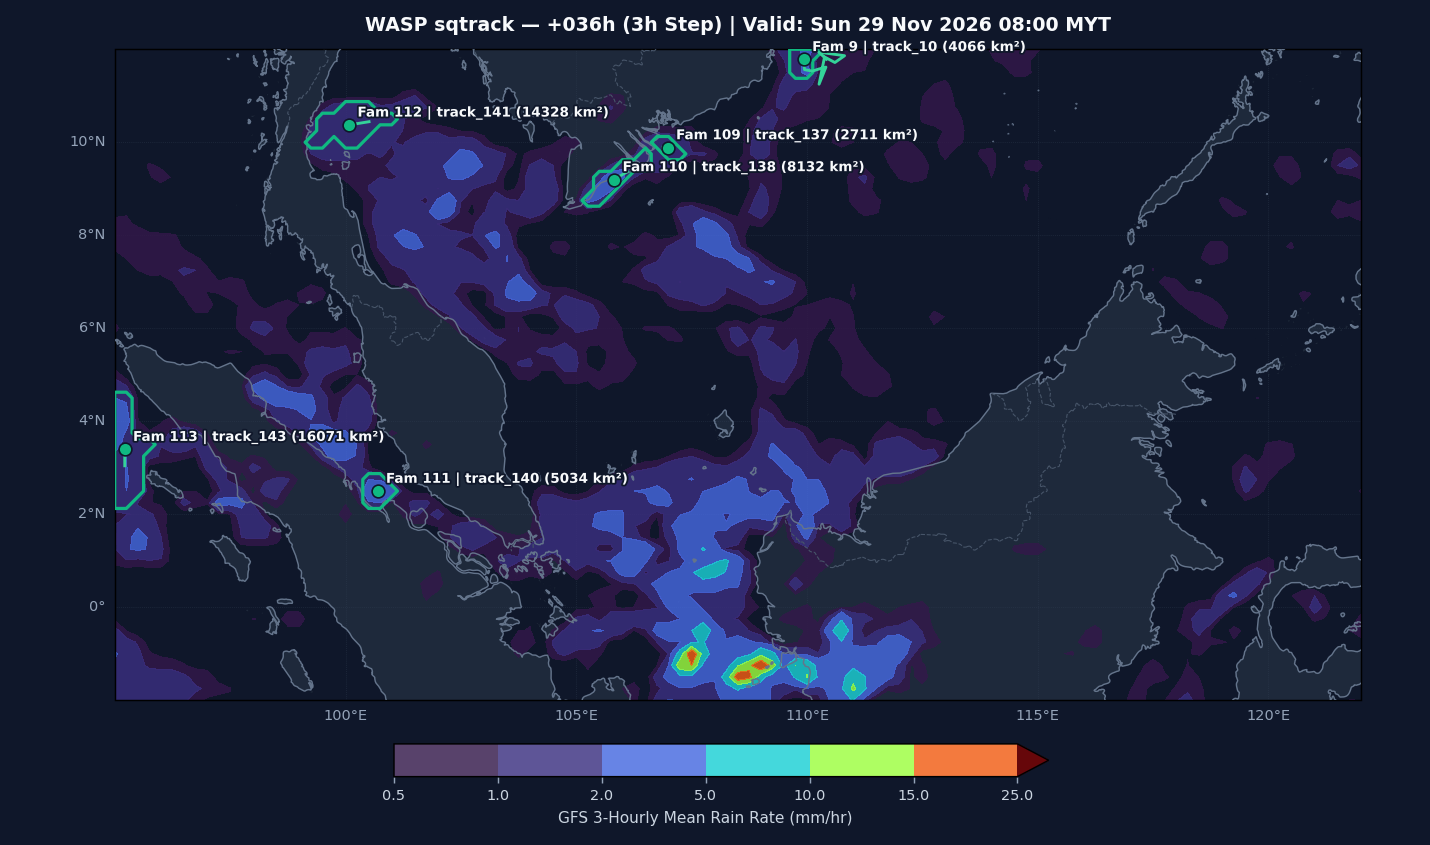 WASP sqtrack — +036h (3h Step) | Valid: Sun 29 Nov 2026 08:00 MYT
Fam 9 | track_10 (4066 km²)
Fam 112 | track_141 (14328 km²)
Fam 109 | track_137 (2711 km²)
Fam 110 | track_138 (8132 km²)
Fam 113 | track_143 (16071 km²)
Fam 111 | track_140 (5034 km²)
10°N
8°N
6°N
4°N
2°N
0°
100°E 105°E 110°E 115°E 120°E
0.5 1.0 2.0 5.0 10.0 15.0 25.0
GFS 3-Hourly Mean Rain Rate (mm/hr)